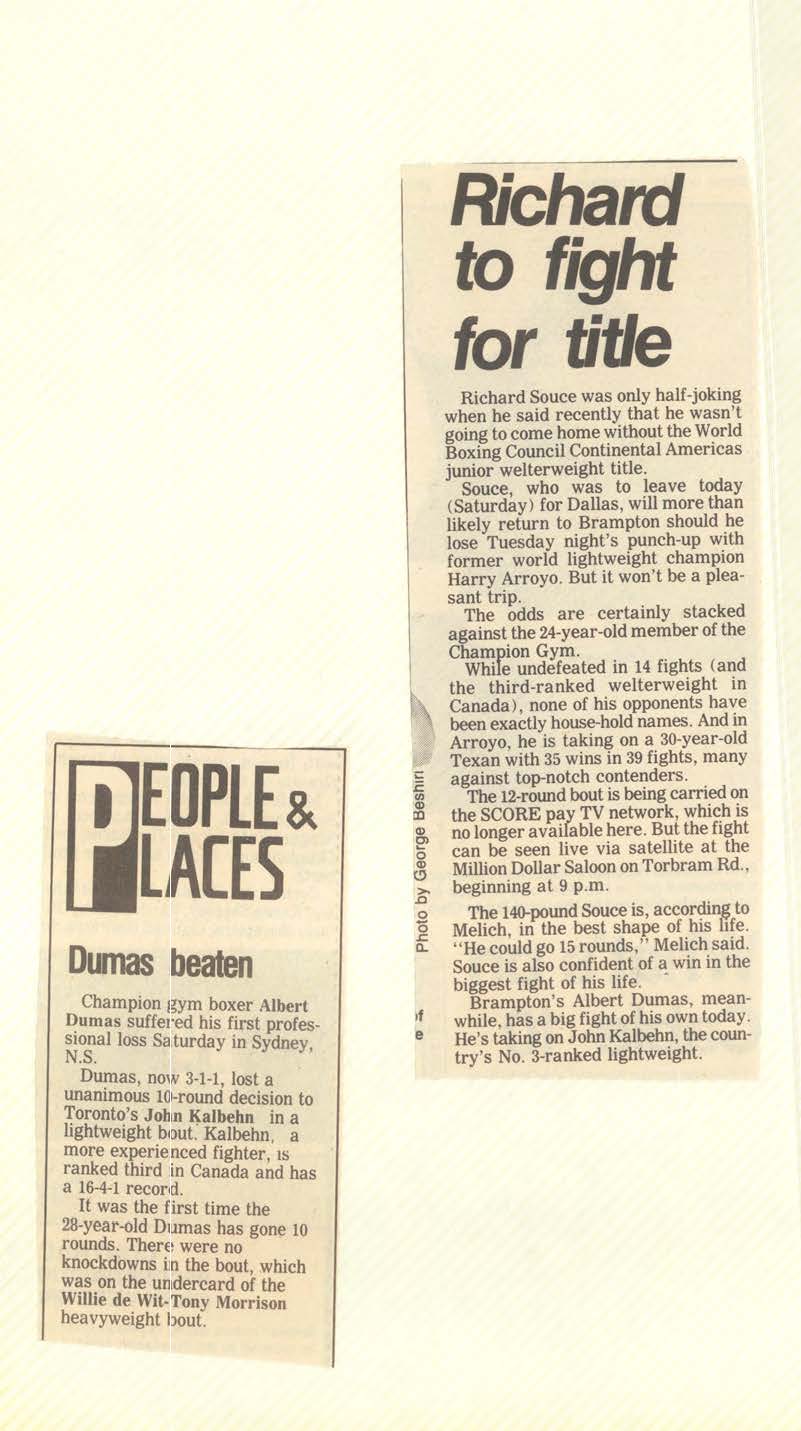 Richard
to fight
for title
Richard Souce was only half-joking
when he said recently that he wasn't
going to come home without the World
Boxing Council Continental Americas
junior welterweight title.
Souce, who was to leave today
(Saturday) for Dallas, will more than
likely return to Brampton should he
lose Tuesday night's punch-up with
former world lightweight champion
Harry Arroyo. But it won't be a plea-
sant trip.
The odds are certainly stacked
against the 24-year-old member of the
Champion Gym.
While undefeated in 14 fights (and
the third-ranked welterweight in
Canada), none of his opponents have
been exactly house-hold names. And in
Arroyo, he is taking on a 30-year-old
Texan with 35 wins in 39 fights, many
against top-notch contenders.
The 12-round bout is being carried on
the SCORE pay TV network, which is
no longer available here. But the fight
can be seen live via satellite at the
Million Dollar Saloon on Torbram Rd.,
beginning at 9 p.m.
The 140-pound Souce is, according to
Melich, in the best shape of his life.
"He could go 15 rounds," Melich said.
Souce is also confident of a win in the
biggest fight of his life.
Brampton's Albert Dumas, mean-
while, has a big fight of his own today.
He's taking on John Kalbehn, the coun-
try's No. 3-ranked lightweight.
Photo by George Beshiri
f
e
PEOPLE &
PLACES
Dumas beaten
Champion gym boxer Albert
Dumas suffered his first profes-
sional loss Saturday in Sydney,
N.S.
Dumas, now 3-1-1, lost a
unanimous 10-round decision to
Toronto's John Kalbehn in a
lightweight bout. Kalbehn, a
more experienced fighter, is
ranked third in Canada and has
a 16-4-1 record.
It was the first time the
28-year-old Dumas has gone 10
rounds. There were no
knockdowns in the bout, which
was on the undercard of the
Willie de Wit-Tony Morrison
heavyweight bout.